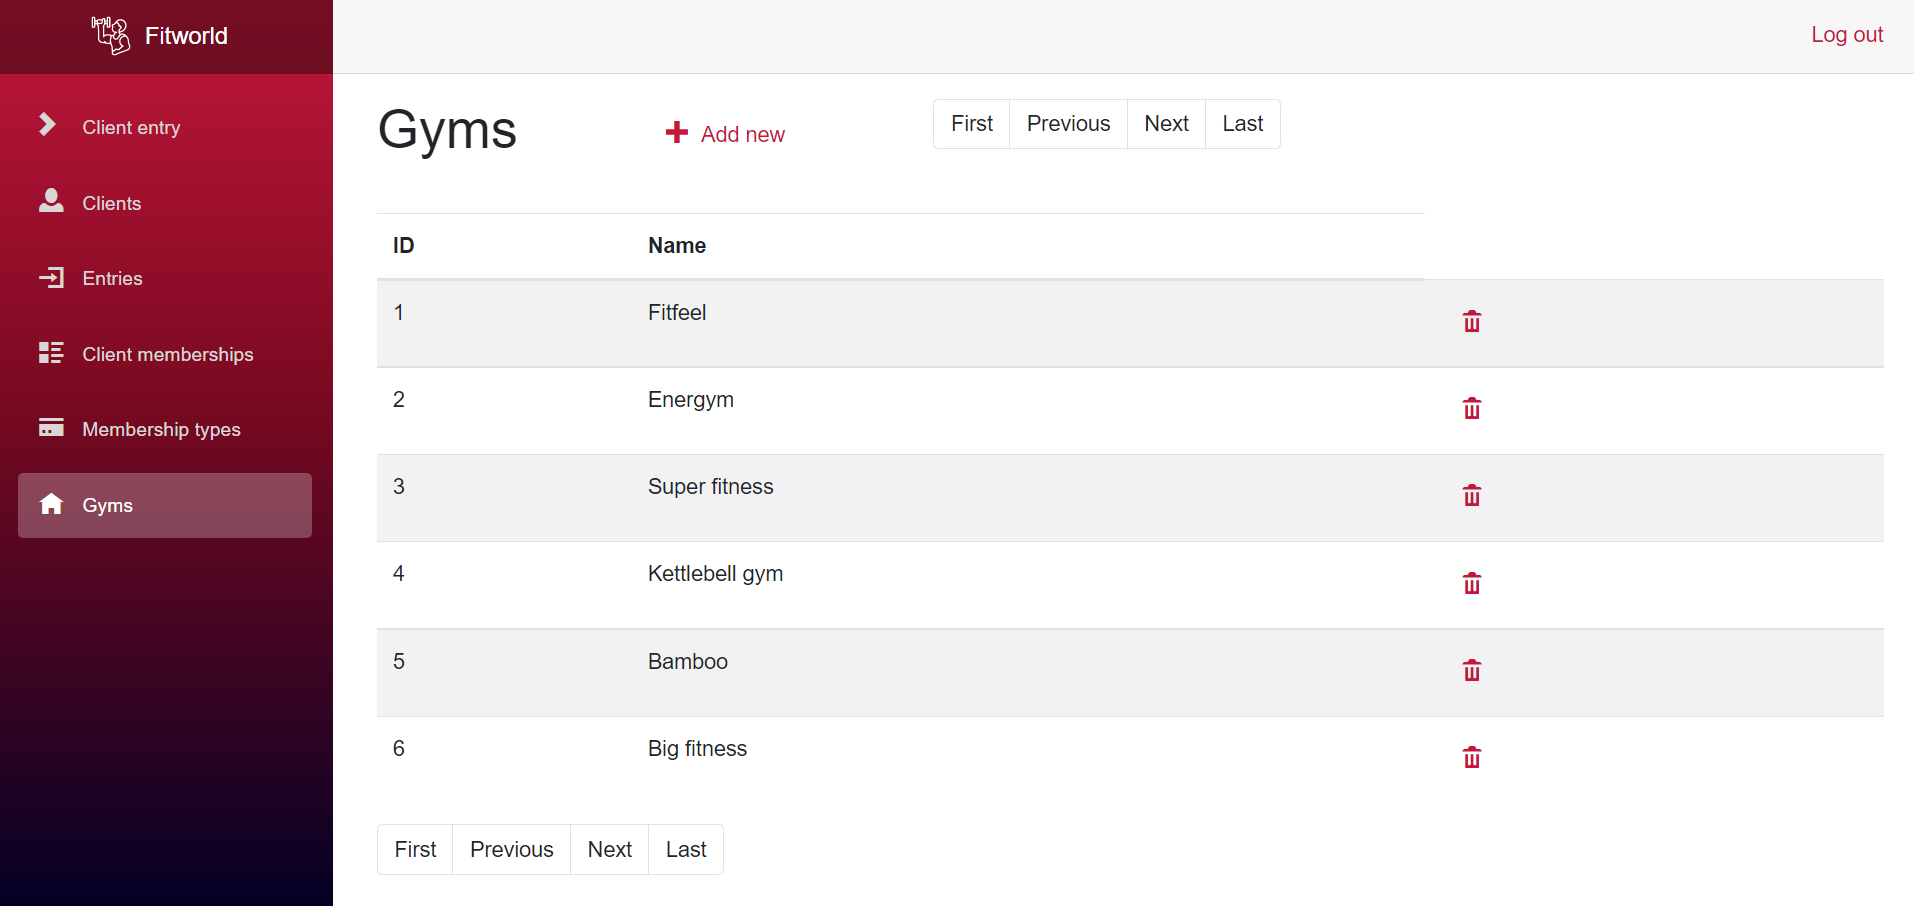 Fitworld
Log out
Client entry
Clients
Entries
Client memberships
Membership types
Gyms
Gyms
Add new
First Previous Next Last
ID Name
1 Fitfeel
2 Energym
3 Super fitness
4 Kettlebell gym
5 Bamboo
6 Big fitness
First Previous Next Last